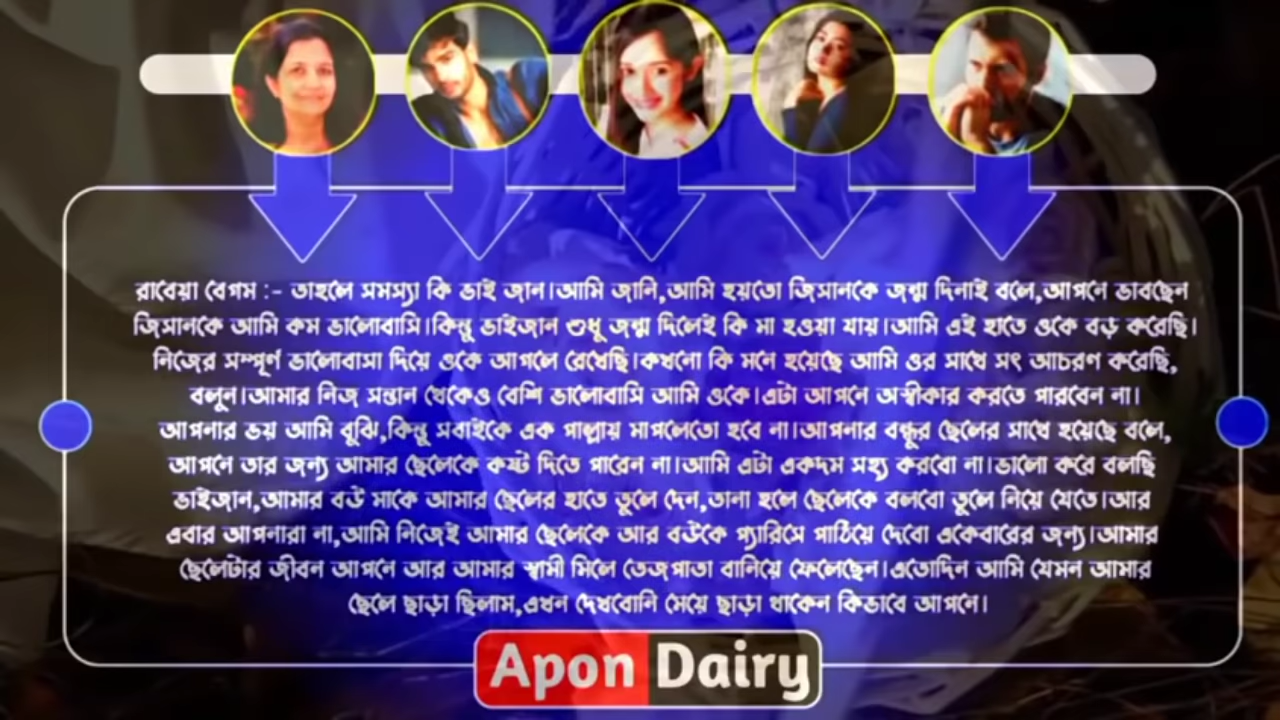 রাবেয়া বেগম :- তাহলে সমস্যা কি ভাই জান।আমি জানি,আমি হয়তো জিসানকে জন্ম দিনাই বলে,আপনে ভাবছেন
জিসানকে আমি কম ভালোবাসি।কিন্তু ভাইজান শুধু জন্ম দিলেই কি মা হওয়া যায়।আমি এই হাতে ওকে বড় করেছি।
নিজের সম্পূর্ণ ভালোবাসা দিয়ে ওকে আগলে রেখেছি।কখনো কি মনে হয়েছে আমি ওর সাথে সৎ আচরণ করেছি,
বলুন।আমার নিজ সন্তান থেকেও বেশি ভালোবাসি আমি ওকে।এটা আপনে অস্বীকার করতে পারবেন না।
আপনার ভয় আমি বুঝি,কিন্তু সবাইকে এক পাল্লায় মাপলেতো হবে না।আপনার বন্ধুর ছেলের সাথে হয়েছে বলে,
আপনে তার জন্য আমার ছেলেকে কষ্ট দিতে পারেন না।আমি এটা একদম সহ্য করবো না।ভালো করে বলছি
ভাইজান,আমার বউ মাকে আমার ছেলের হাতে তুলে দেন,তানা হলে ছেলেকে বলবো তুলে নিয়ে যেতে।আর
এবার আপনারা না,আমি নিজেই আমার ছেলেকে আর বউকে প্যারিসে পাঠিয়ে দেবো একেবারের জন্য।আমার
ছেলেটার জীবন আপনে আর আমার স্বামী মিলে তেজপাতা বানিয়ে ফেলেছেন।এতোদিন আমি যেমন আমার
ছেলে ছাড়া ছিলাম,এখন দেখবোনি মেয়ে ছাড়া থাকেন কিভাবে আপনে।
Apon Dairy